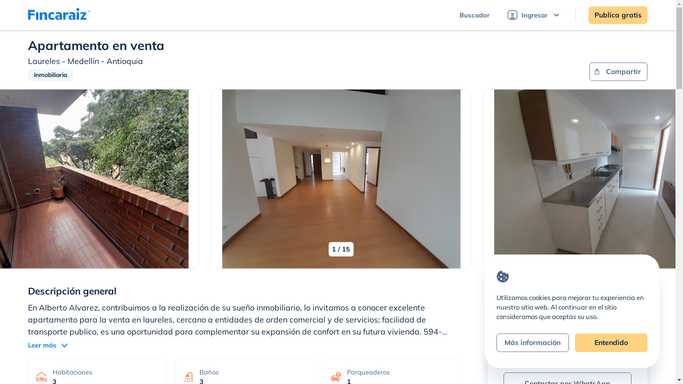 Fincaraiz
Buscador
Ingresar
Publica gratis
Apartamento en venta
Laureles - Medellín - Antioquia
Inmobiliaria
Compartir
1 / 15
Descripción general
En Alberto Alvarez, contribuimos a la realización de su sueño inmobiliario, lo invitamos a conocer excelente
apartamento para la venta en laureles, cercano a entidades de orden comercial y de servicios; facilidad de
transporte publico, es una oportunidad para complementar su expansión de confort en su futura vivienda. 594-...
Leer más
Habitaciones
3
Baños
3
Parqueaderos
1
Utilizamos cookies para mejorar tu experiencia en
nuestro sitio web. Al continuar en el sitio
consideramos que aceptas su uso.
Más información
Entendido
Contactar por WhatsApp